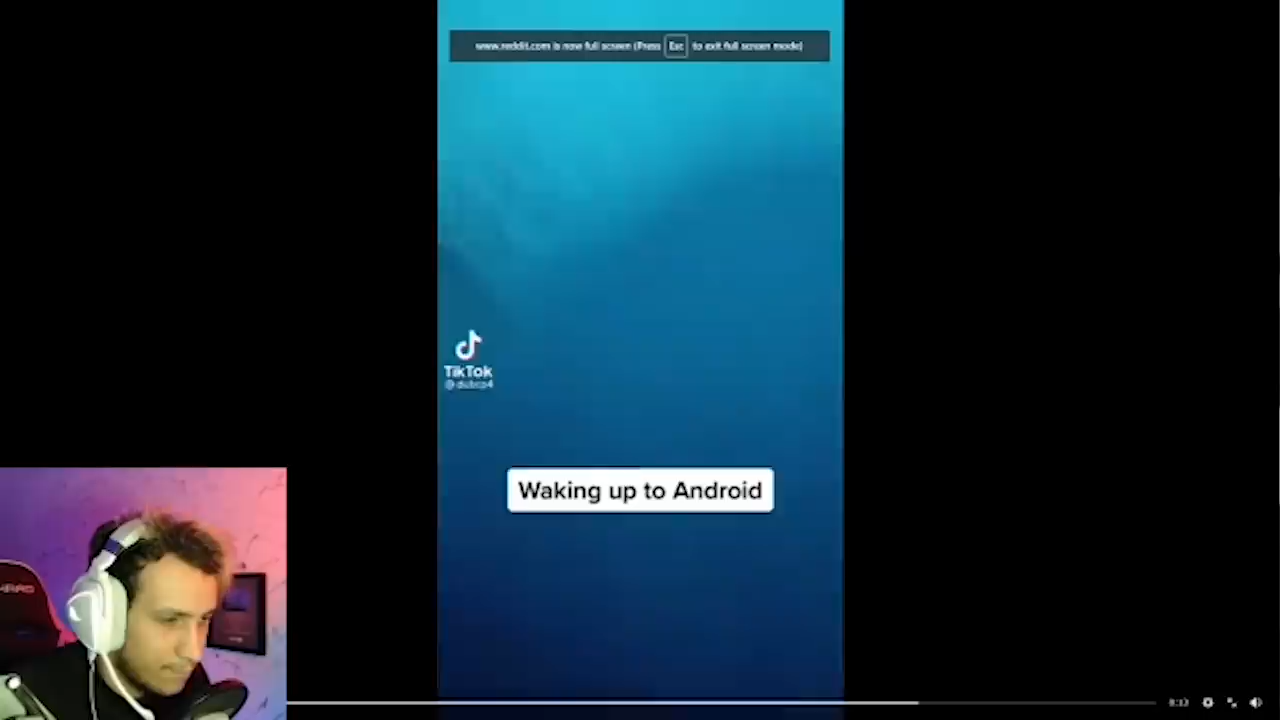 www.reddit.com is now full screen (Press Esc to exit full screen mode)
TikTok
Waking up to Android